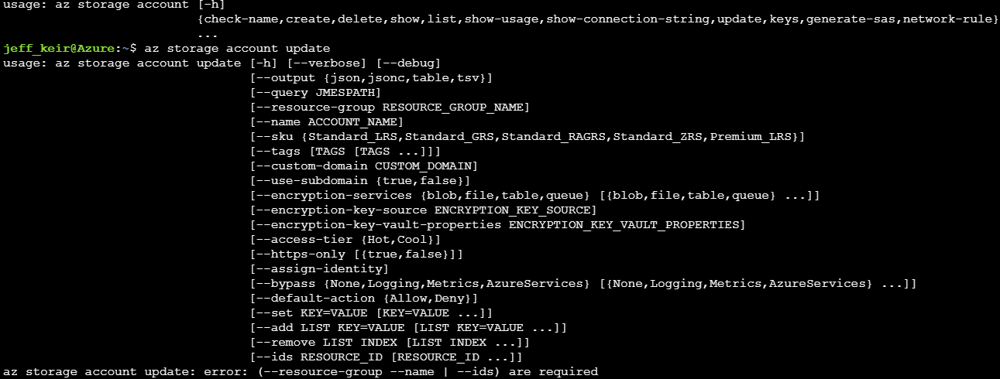 usage: az storage account [-h]
{check-name,create,delete,show,list,show-usage,show-connection-string,update,keys,generate-sas,network-rule}
...
jeff_keir@Azure:~$ az storage account update
usage: az storage account update [-h] [--verbose] [--debug]
[--output {json,jsonc,table,tsv}]
[--query JMESPATH]
[--resource-group RESOURCE_GROUP_NAME]
[--name ACCOUNT_NAME]
[--sku {Standard_LRS,Standard_GRS,Standard_RAGRS,Standard_ZRS,Premium_LRS}]
[--tags [TAGS [TAGS ...]]]
[--custom-domain CUSTOM_DOMAIN]
[--use-subdomain {true,false}]
[--encryption-services {blob,file,table,queue} [{blob,file,table,queue} ...]]
[--encryption-key-source ENCRYPTION_KEY_SOURCE]
[--encryption-key-vault-properties ENCRYPTION_KEY_VAULT_PROPERTIES]
[--access-tier {Hot,Cool}]
[--https-only [{true,false}]]
[--assign-identity]
[--bypass {None,Logging,Metrics,AzureServices} [{None,Logging,Metrics,AzureServices} ...]]
[--default-action {Allow,Deny}]
[--set KEY=VALUE [KEY=VALUE ...]]
[--add LIST KEY=VALUE [LIST KEY=VALUE ...]]
[--remove LIST INDEX [LIST INDEX ...]]
[--ids RESOURCE_ID [RESOURCE_ID ...]]
az storage account update: error: (--resource-group --name | --ids) are required